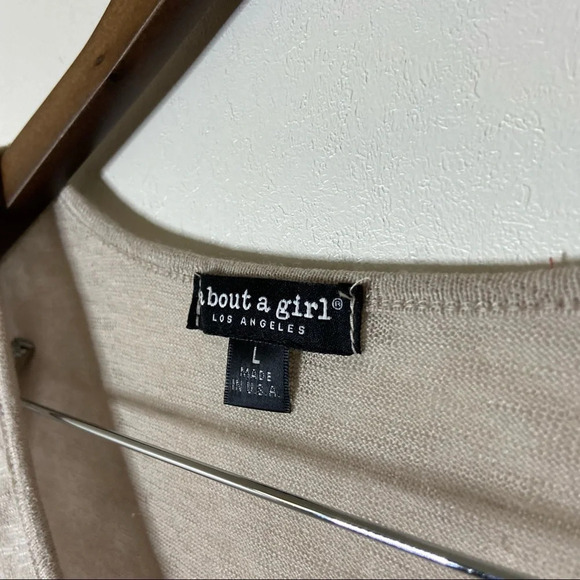 about a girl®
LOS ANGELES
L
MADE
IN U.S.A.